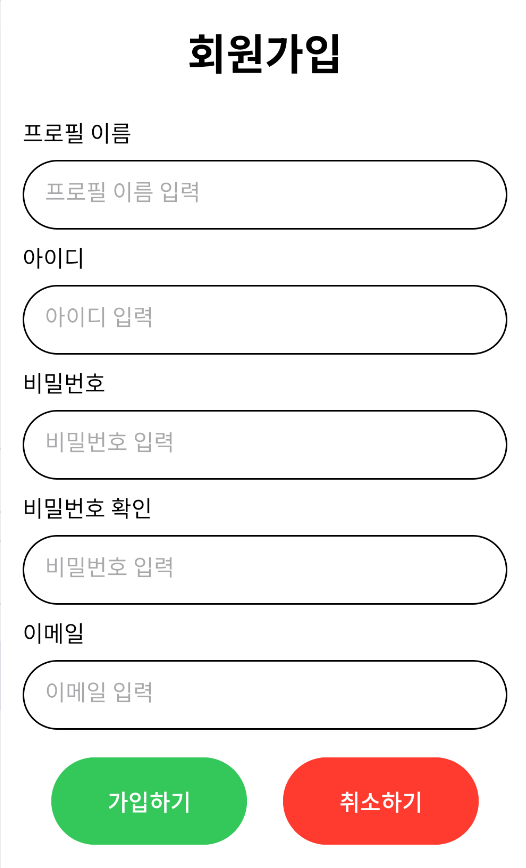 회원가입
프로필 이름
프로필 이름 입력
아이디
아이디 입력
비밀번호
비밀번호 입력
비밀번호 확인
비밀번호 입력
이메일
이메일 입력
가입하기 취소하기